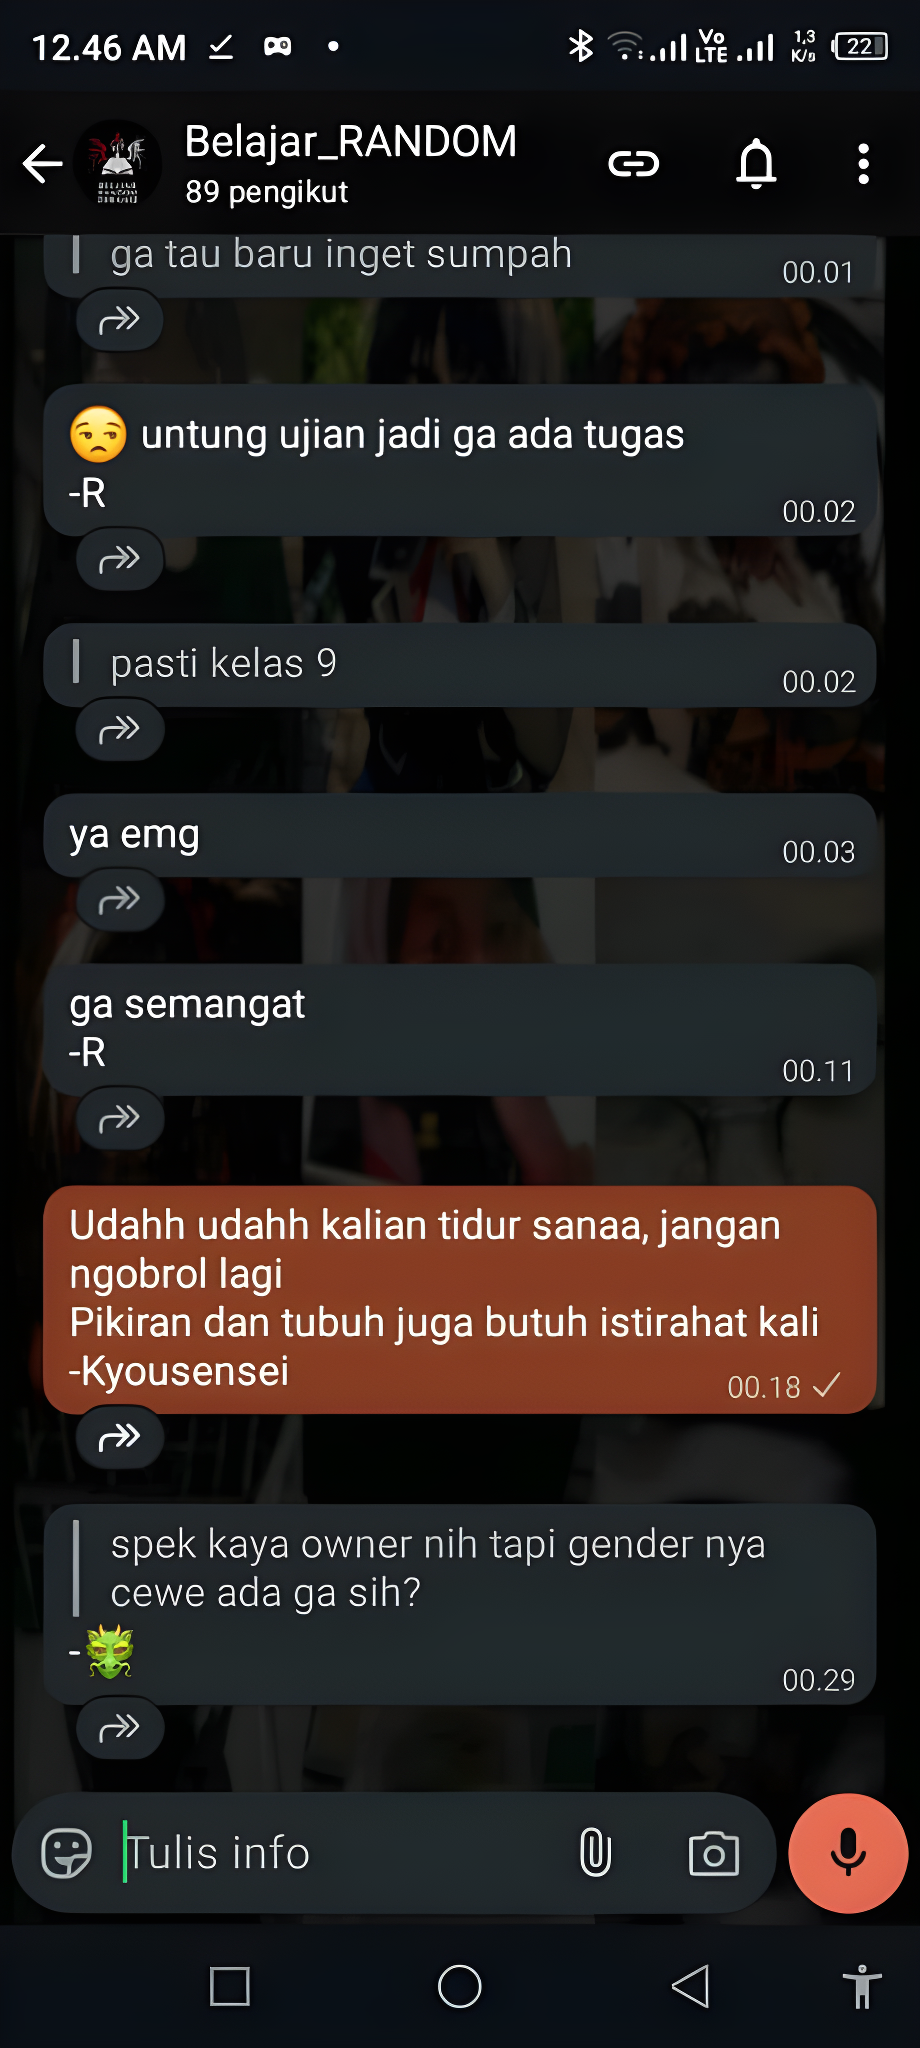 12.46 AM
Vo
LTE
1,3
K/s
22
Belajar_RANDOM
89 pengikut
ga tau baru inget sumpah
00.01
😒 untung ujian jadi ga ada tugas
-R
00.02
pasti kelas 9
00.02
ya emg
00.03
ga semangat
-R
00.11
Udahh udahh kalian tidur sanaa, jangan
ngobrol lagi
Pikiran dan tubuh juga butuh istirahat kali
-Kyousensei
00.18
spek kaya owner nih tapi gender nya
cewe ada ga sih?
-🐲
00.29
Tulis info